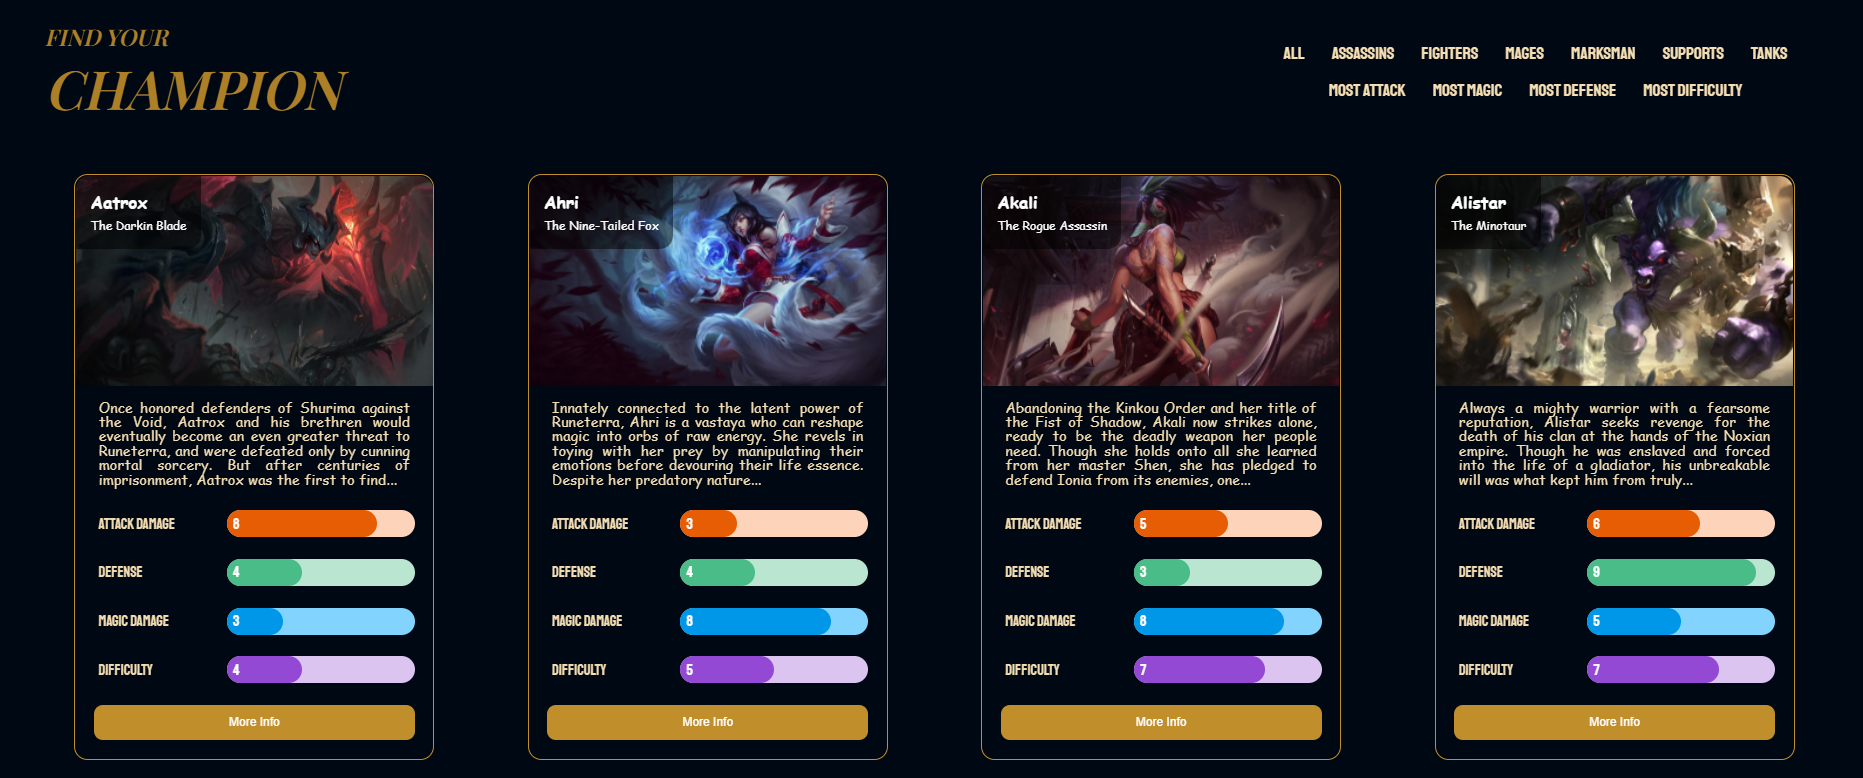 FIND YOUR
CHAMPION
ALL ASSASSINS FIGHTERS MAGES MARKSMAN SUPPORTS TANKS
MOST ATTACK MOST MAGIC MOST DEFENSE MOST DIFFICULTY
Aatrox
The Darkin Blade
Once honored defenders of Shurima against
the Void, Aatrox and his brethren would
eventually become an even greater threat to
Runeterra, and were defeated only by cunning
mortal sorcery. But after centuries of
imprisonment, Aatrox was the first to find...
ATTACK DAMAGE 8
DEFENSE 4
MAGIC DAMAGE 3
DIFFICULTY 4
More Info
Ahri
The Nine-Tailed Fox
Innately connected to the latent power of
Runeterra, Ahri is a vastaya who can reshape
magic into orbs of raw energy. She revels in
toying with her prey by manipulating their
emotions before devouring their life essence.
Despite her predatory nature...
ATTACK DAMAGE 3
DEFENSE 4
MAGIC DAMAGE 8
DIFFICULTY 5
More Info
Akali
The Rogue Assassin
Abandoning the Kinkou Order and her title of
the Fist of Shadow, Akali now strikes alone,
ready to be the deadly weapon her people
need. Though she holds onto all she learned
from her master Shen, she has pledged to
defend Ionia from its enemies, one...
ATTACK DAMAGE 5
DEFENSE 3
MAGIC DAMAGE 8
DIFFICULTY 7
More Info
Alistar
The Minotaur
Always a mighty warrior with a fearsome
reputation, Alistar seeks revenge for the
death of his clan at the hands of the Noxian
empire. Though he was enslaved and forced
into the life of a gladiator, his unbreakable
will was what kept him from truly...
ATTACK DAMAGE 6
DEFENSE 9
MAGIC DAMAGE 5
DIFFICULTY 7
More Info